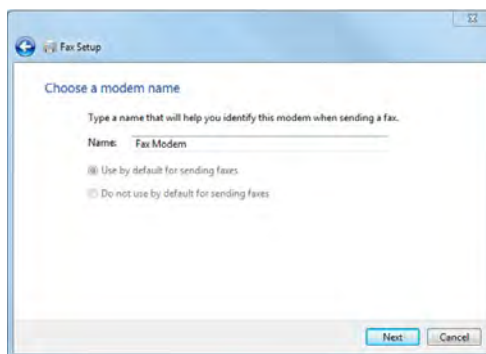 Fax Setup
Choose a modem name
Type a name that will help you identify this modem when sending a fax.
Name: Fax Modem
Use by default for sending faxes
Do not use by default for sending faxes
Next Cancel